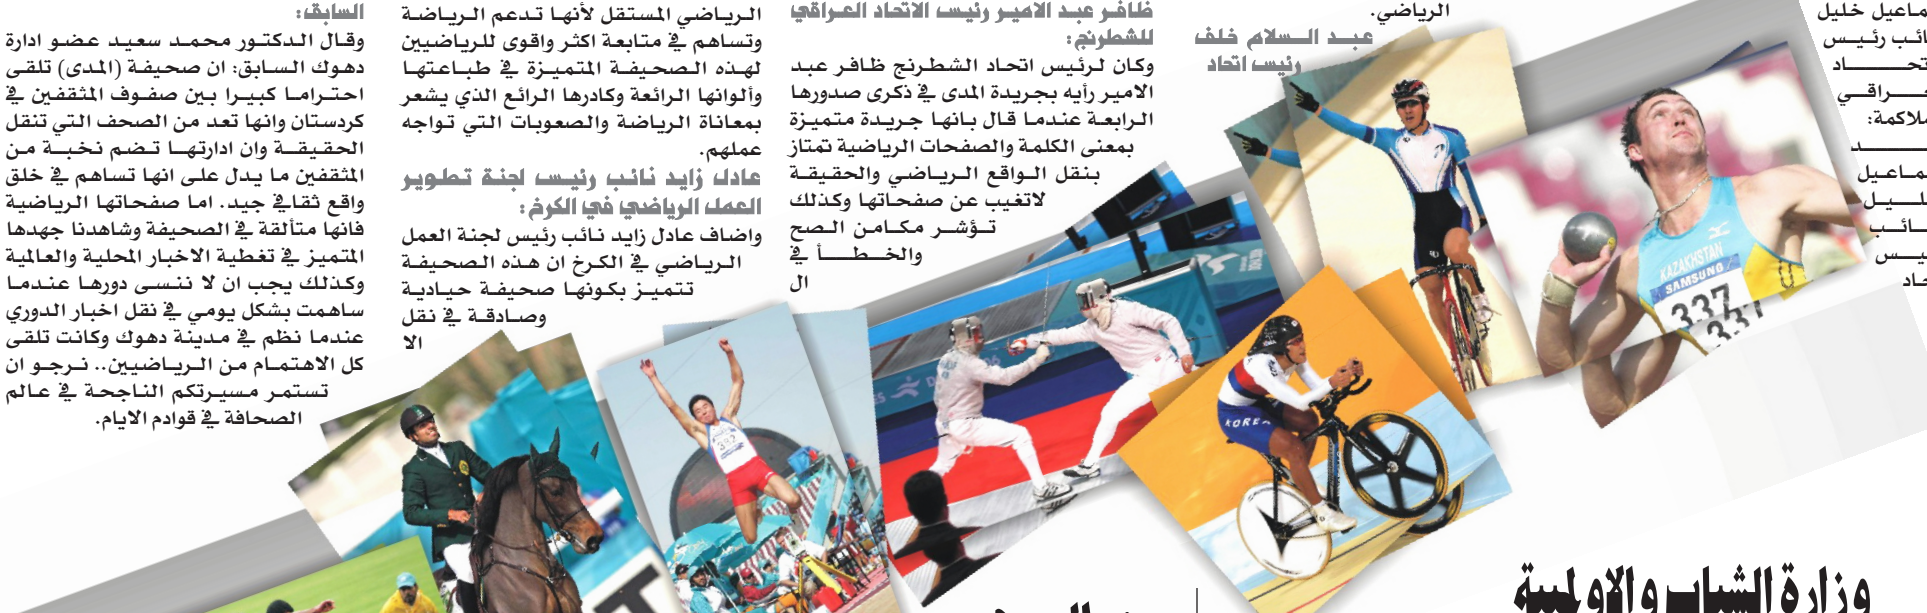 ماعيل خليل
ملاكمة:
الرياضي.
عبد السلام خلف
رئيس اتحاد
ظافر عبد الامير رئيس الاتحاد العراقي
للشطرنج:
وكان لرئيس اتحاد الشطرنج ظافر عبد
الامير رأيه بجريدة المدى في ذكرى صدورها
الرابعة عندما قال بانها جريدة متميزة
بمعنى الكلمة والصفحات الرياضية تمتاز
بنقل الواقع الرياضي والحقيقة
لاتغيب عن صفحاتها وكذلك
تؤشر مكامن الصح
والخطأ في
ال
الرياضي المستقل لأنها تدعم الرياضة
وتساهم في متابعة اكثر واقوى للرياضيين
لهذه الصحيفة المتميزة في طباعتها
وألوانها الرائعة وكادرها الرائع الذي يشعر
بمعاناة الرياضة والصعوبات التي تواجه
عملهم.
عادل زايد نائب رئيس لجنة تطوير
العمل الرياضي في الكرخ:
واضاف عادل زايد نائب رئيس لجنة العمل
الرياضي في الكرخ ان هذه الصحيفة
تتميز بكونها صحيفة حيادية
وصادقة في نقل
الا
السابق:
وقال الدكتور محمد سعيد عضو ادارة
دهوك السابق: ان صحيفة (المدى) تلقى
احتراما كبيرا بين صفوف المثقفين في
كردستان وانها تعد من الصحف التي تنقل
الحقيقة وان ادارتها تضم نخبة من
المثقفين ما يدل على انها تساهم في خلق
واقع ثقافي جيد. اما صفحاتها الرياضية
فانها متألقة في الصحيفة وشاهدنا جهدها
المتميز في تغطية الاخبار المحلية والعالمية
وكذلك يجب ان لا ننسى دورها عندما
ساهمت بشكل يومي في نقل اخبار الدوري
عندما نظم في مدينة دهوك وكانت تلقى
كل الاهتمام من الرياضيين.. نرجو ان
تستمر مسيرتكم الناجحة في عالم
الصحافة في قوادم الايام.
KAZAKHSTAN
SAMSUNG
337
337
KOREA
332
وزارة الشباب والاولمبية